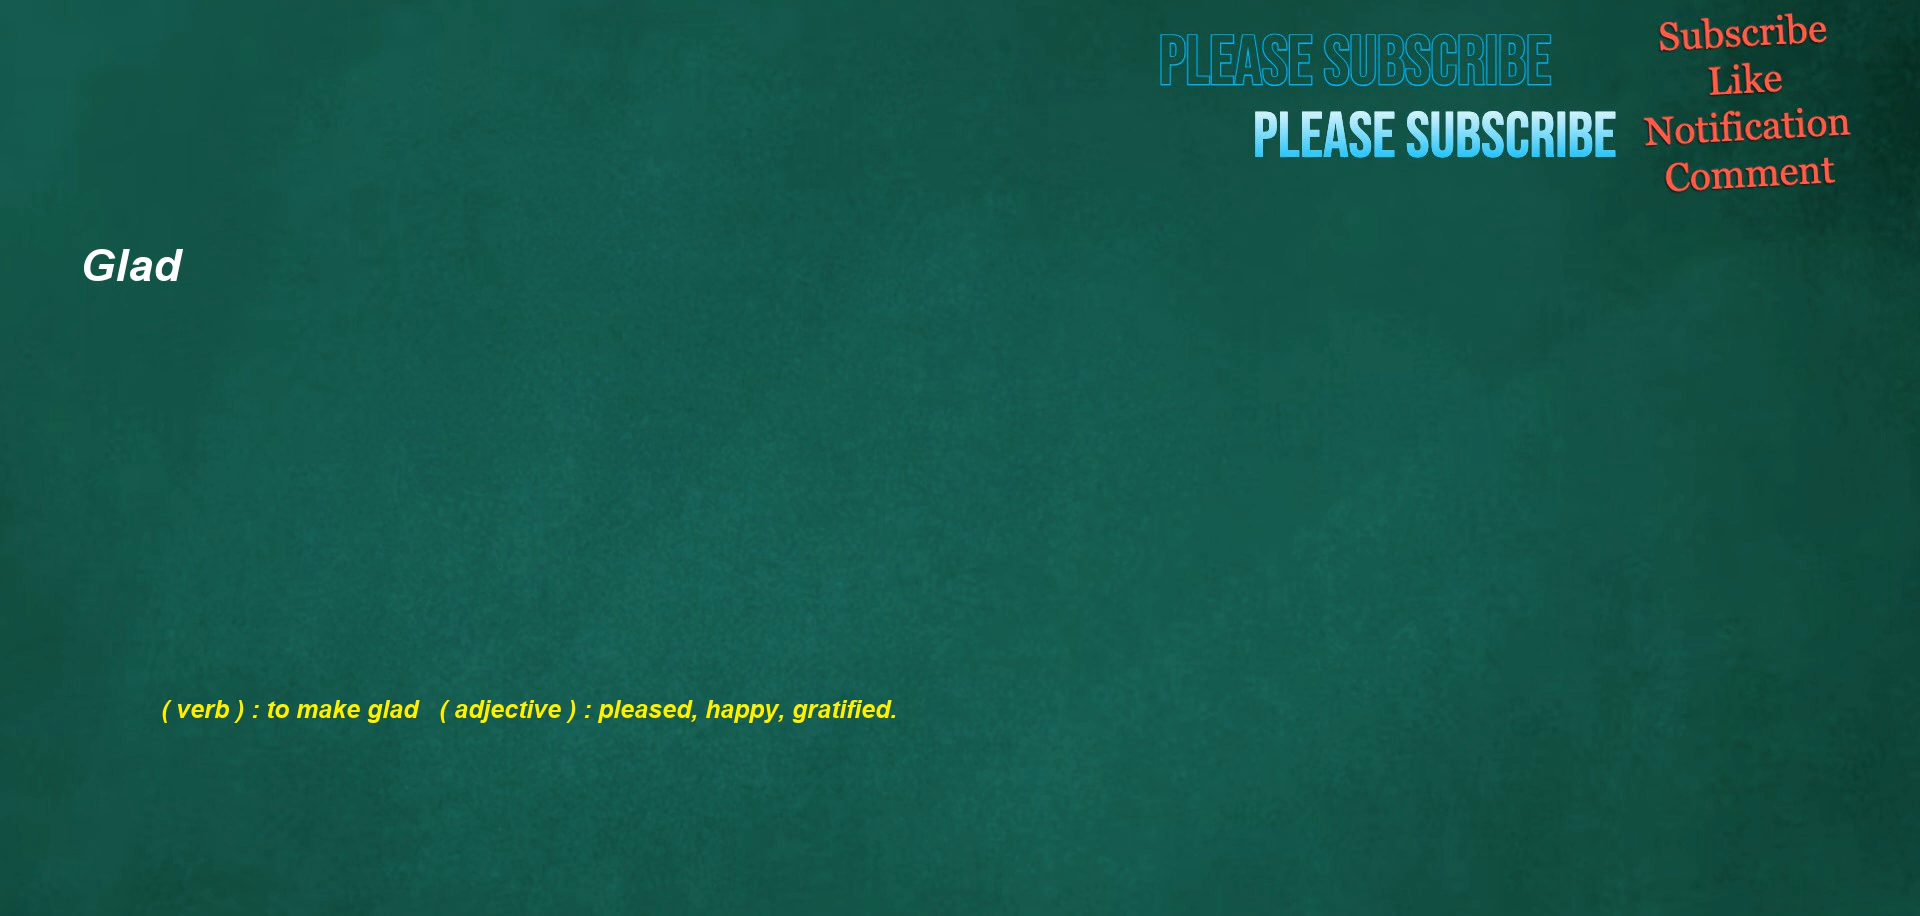 PLEASE SUBSCRIBE
PLEASE SUBSCRIBE
Subscribe
Like
Notification
Comment
Glad
( verb ) : to make glad   ( adjective ) : pleased, happy, gratified.